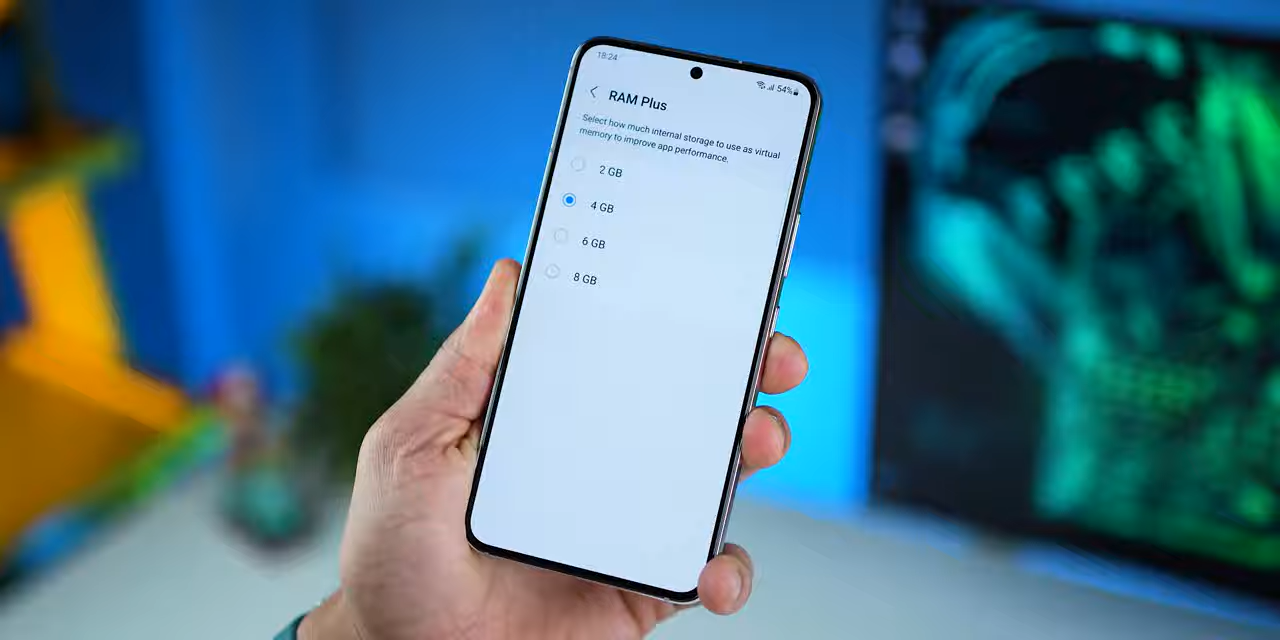 18:24
54%
RAM Plus
Select how much internal storage to use as virtual
memory to improve app performance.
2 GB
4 GB
6 GB
8 GB